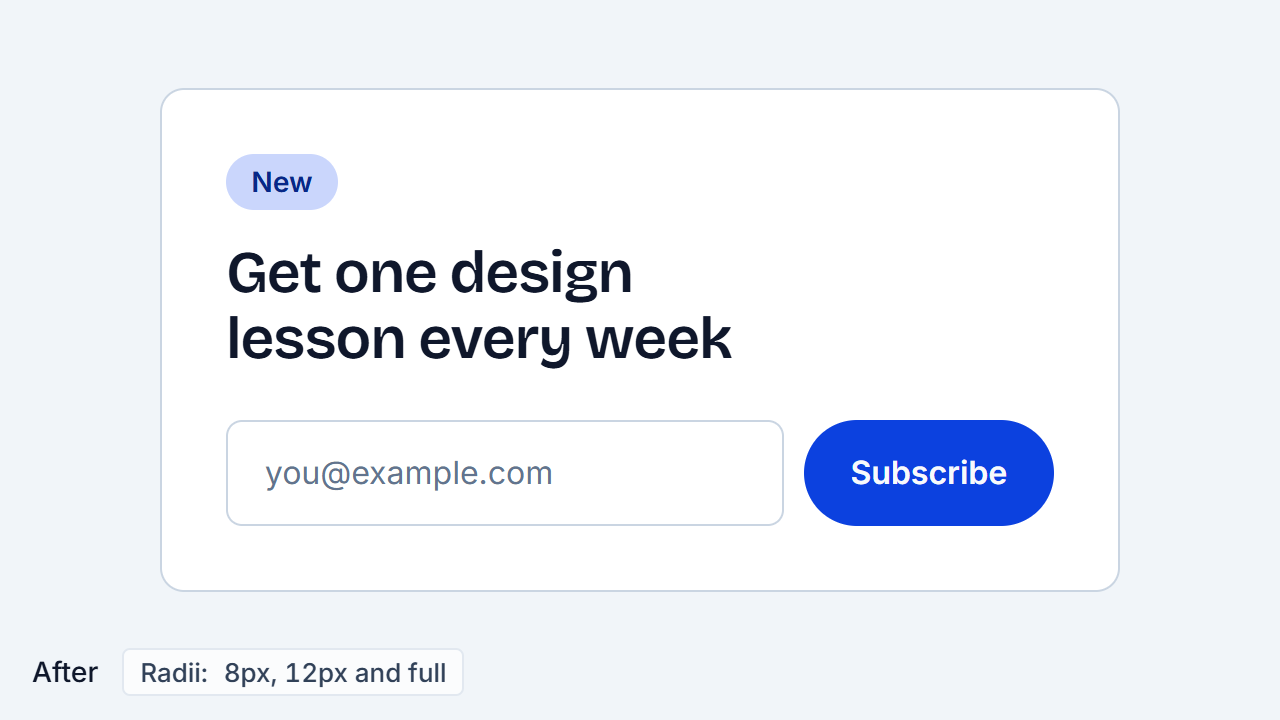 New
Get one design
lesson every week
you@example.com
Subscribe
After
Radii: 8px, 12px and full